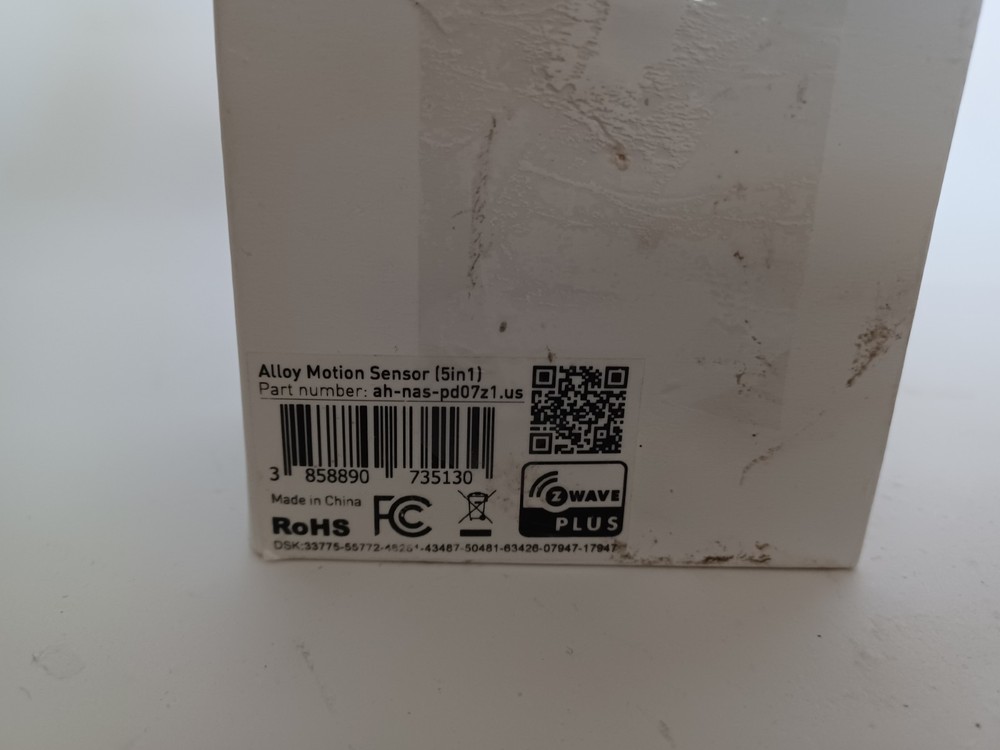 Alloy Motion Sensor (5in1)
Part number: ah-nas-pd07z1.us
3 858890 735130
Made in China
FC
RoHS
Z WAVE
PLUS
DSK:33775-55772- -43487-50481-63426-07947-17947